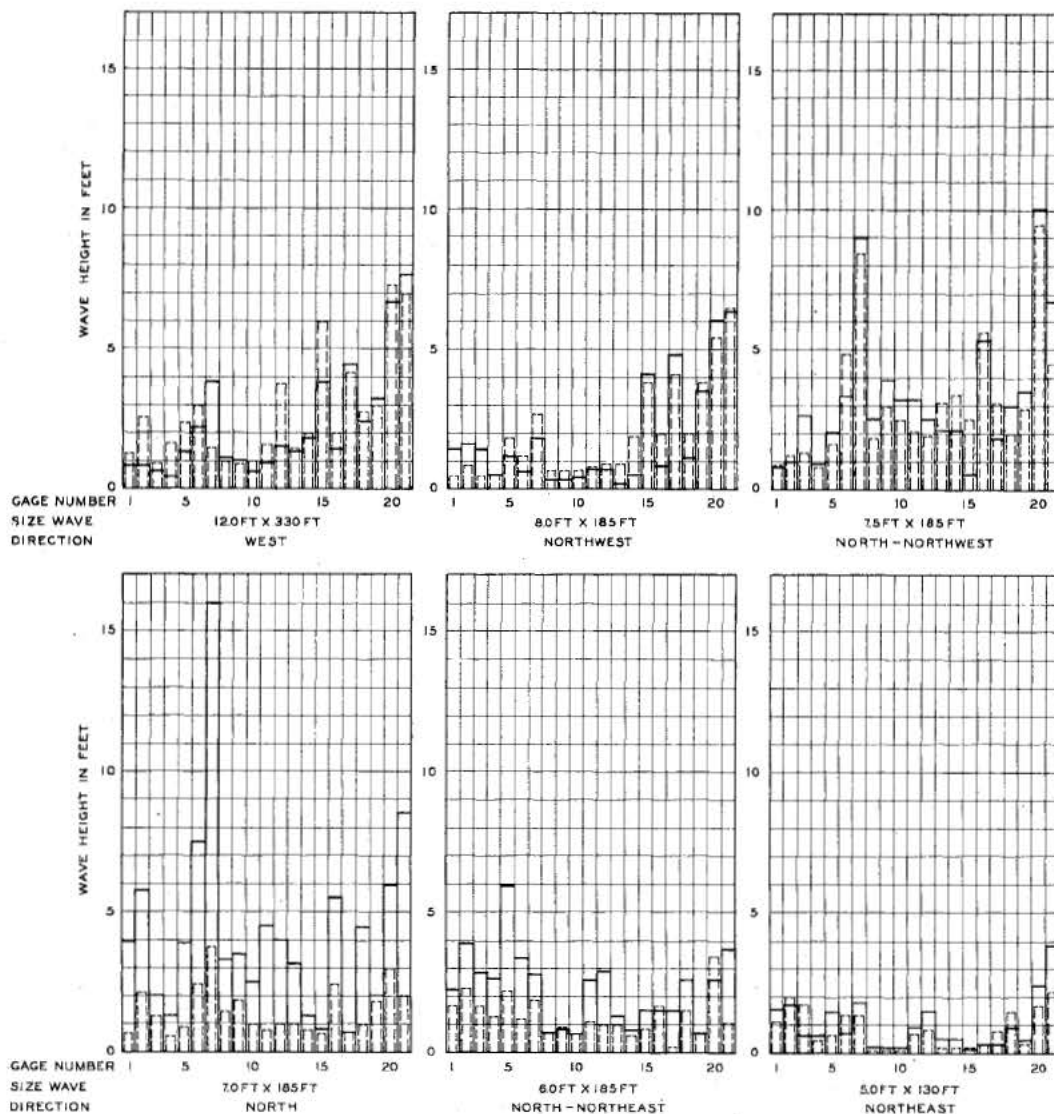 15 15 15
10 10 10
5 5 5
0 0 0
WAVE HEIGHT IN FEET
GAGE NUMBER 1 5 10 15 20 1 5 10 15 20 1 5 10 15 20
SIZE WAVE 12.0 FT X 330 FT 8.0 FT X 185 FT 7.5 FT X 185 FT
DIRECTION WEST NORTHWEST NORTH-NORTHWEST
15 15 15
10 10 10
5 5 5
0 0 0
WAVE HEIGHT IN FEET
GAGE NUMBER 1 5 10 15 20 1 5 10 15 20 1 5 10 15 20
SIZE WAVE 7.0 FT X 185 FT 6.0 FT X 185 FT 5.0 FT X 130 FT
DIRECTION NORTH NORTH-NORTHEAST NORTHEAST